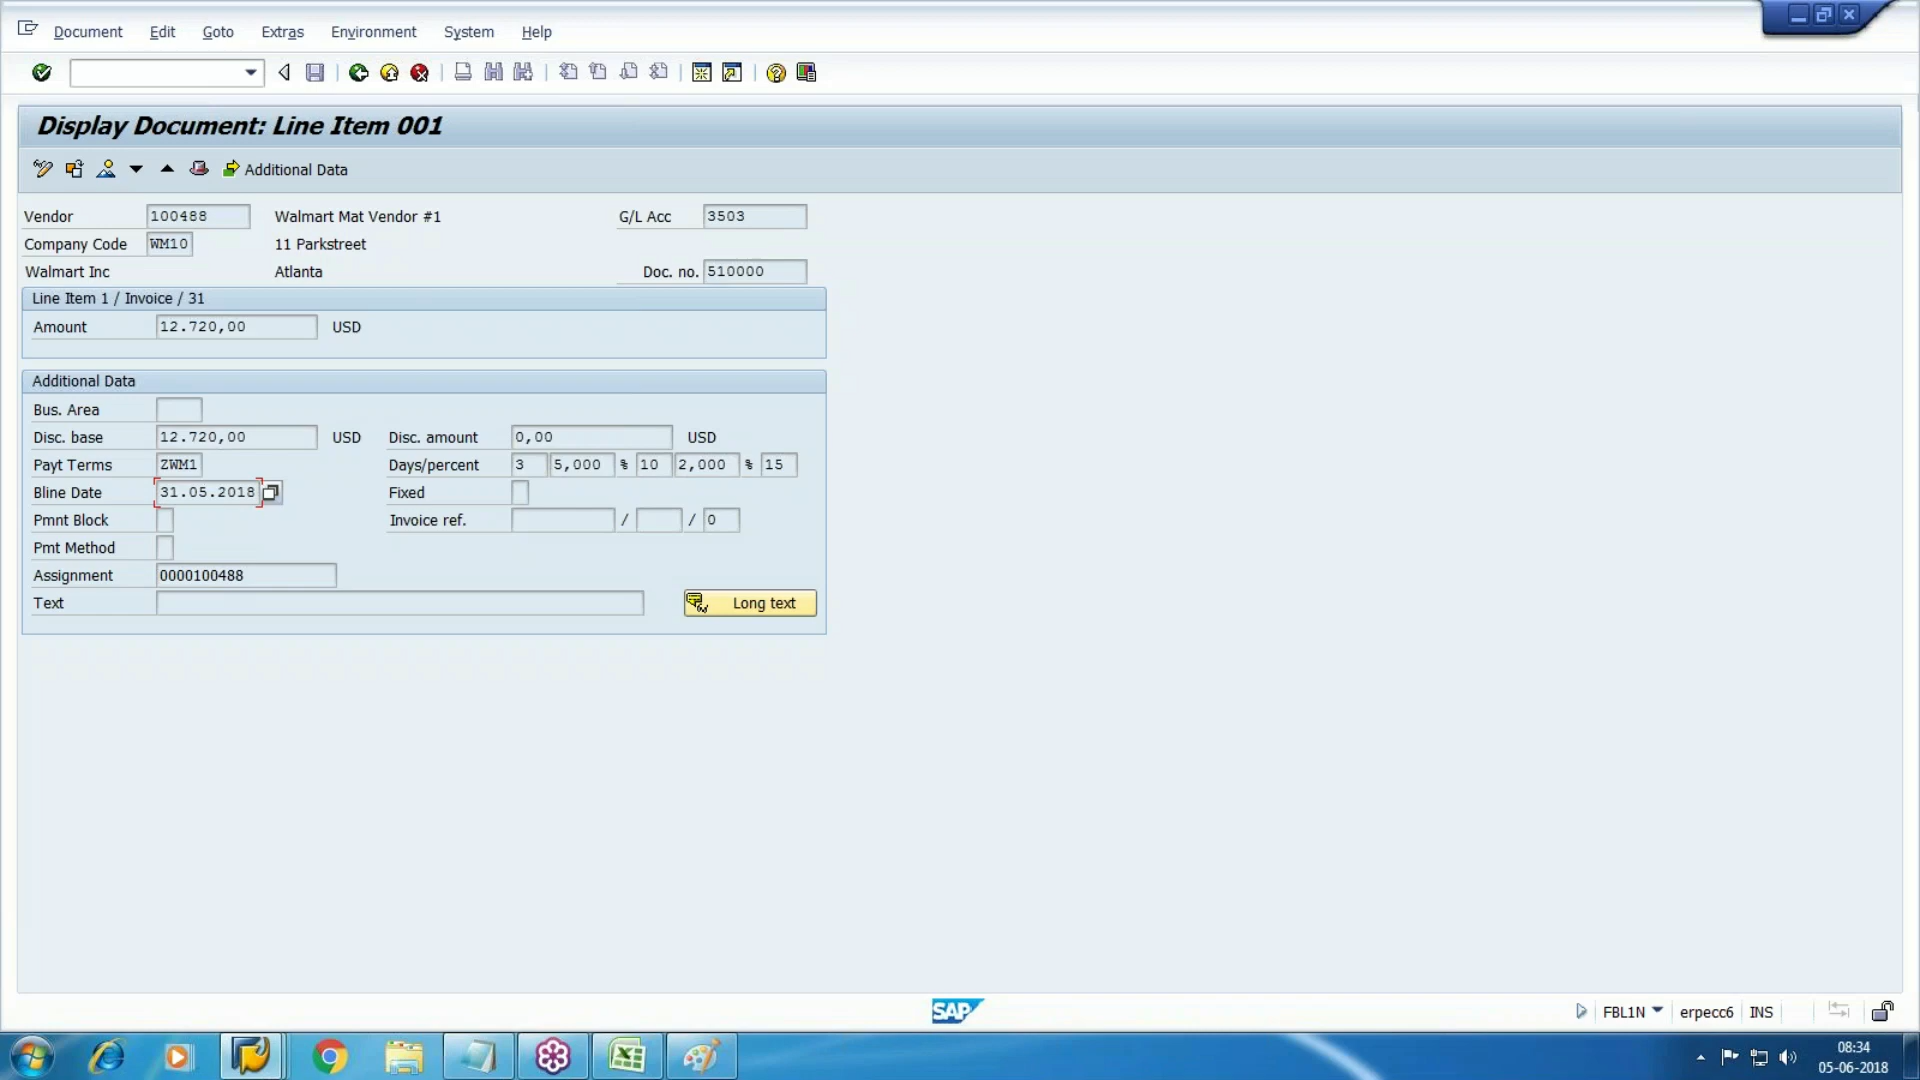 Document Edit Goto Extras Environment System Help
Display Document: Line Item 001
Additional Data
Vendor 100488 Walmart Mat Vendor #1 G/L Acc 3503
Company Code WM10 11 Parkstreet
Walmart Inc Atlanta Doc. no. 510000
Line Item 1 / Invoice / 31
Amount 12.720,00 USD
Additional Data
Bus. Area
Disc. base 12.720,00 USD Disc. amount 0,00 USD
Payt Terms ZWM1 Days/percent 3 5,000 % 10 2,000 % 15
Bline Date 31.05.2018 Fixed
Pmnt Block Invoice ref. / / 0
Pmt Method
Assignment 0000100488
Text Long text
SAP FBL1N erpecc6 INS
08:34
05-06-2018